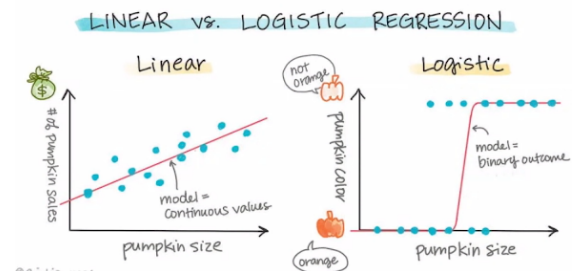 LINEAR vs. LOGISTIC REGRESSION
Linear
$
# of pumpkin sales
model =
continuous values
pumpkin size
Logistic
not
orange
pumpkin color
model =
binary outcome
orange
pumpkin size